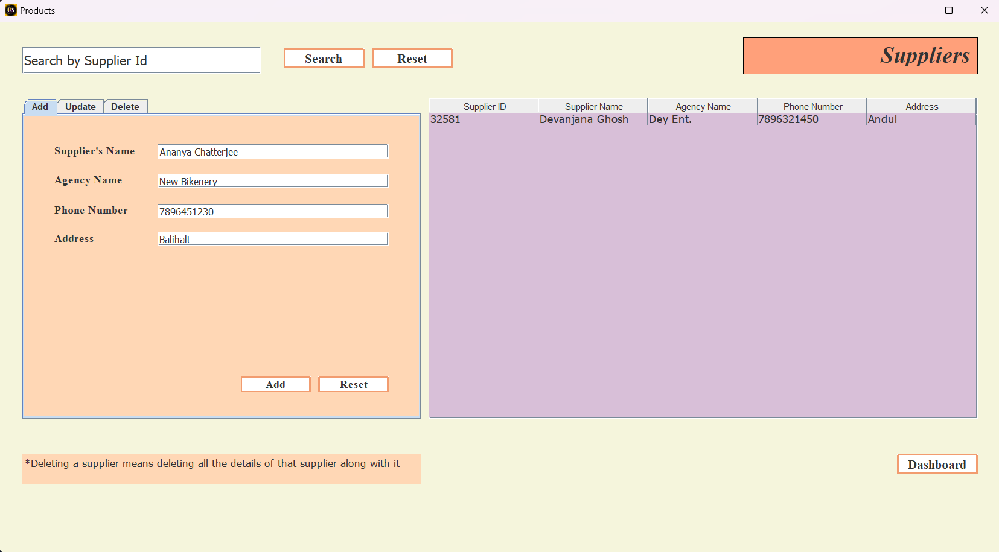 Products
Search by Supplier Id
Search
Reset
Suppliers
Add
Update
Delete
Supplier's Name
Ananya Chatterjee
Agency Name
New Bikenery
Phone Number
7896451230
Address
Balihalt
Add
Reset
Supplier ID Supplier Name Agency Name Phone Number Address
32581 Devanjana Ghosh Dey Ent. 7896321450 Andul
*Deleting a supplier means deleting all the details of that supplier along with it
Dashboard